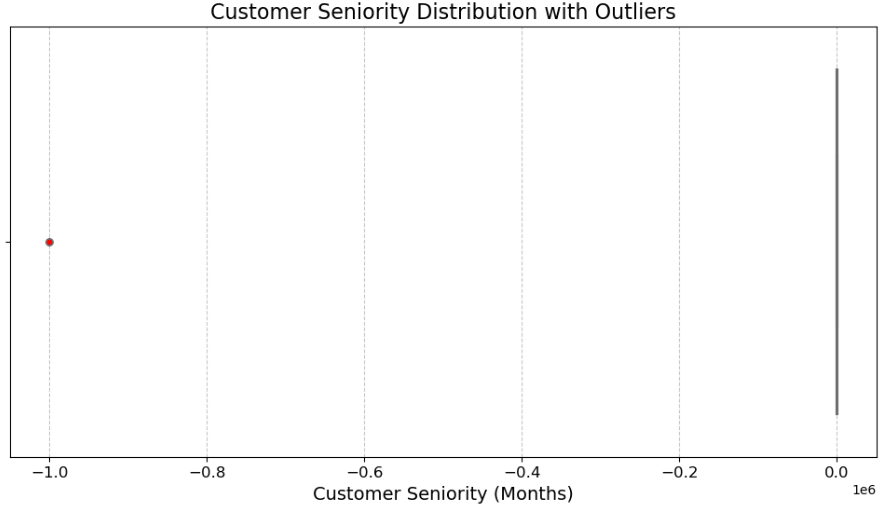 Customer Seniority Distribution with Outliers
−1.0 −0.8 −0.6 −0.4 −0.2 0.0
1e6
Customer Seniority (Months)